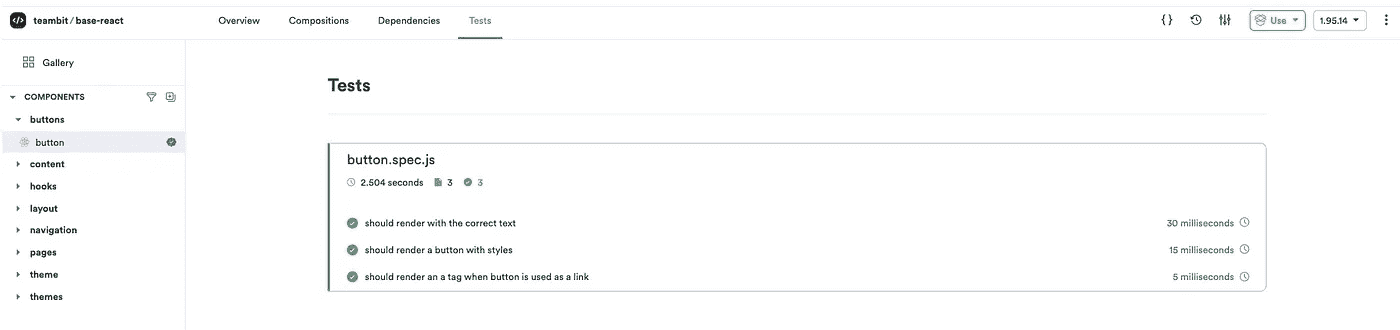 teambit / base-react
Overview Compositions Dependencies Tests
Use 1.95.14
Gallery
COMPONENTS
buttons
button
content
hooks
layout
navigation
pages
theme
themes
Tests
button.spec.js
2.504 seconds 3 3
should render with the correct text 30 milliseconds
should render a button with styles 15 milliseconds
should render an a tag when button is used as a link 5 milliseconds